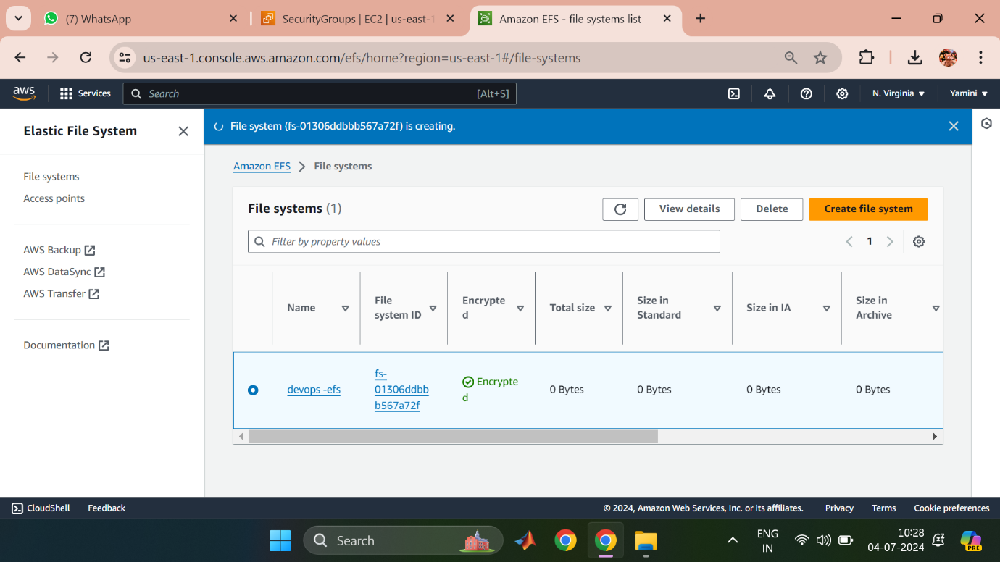 (7) WhatsApp
SecurityGroups | EC2 | us-east-1
Amazon EFS - file systems list
us-east-1.console.aws.amazon.com/efs/home?region=us-east-1#/file-systems
aws
Services
Search
[Alt+S]
N. Virginia
Yamini
Elastic File System
File system (fs-01306ddbbb567a72f) is creating.
File systems
Access points
AWS Backup
AWS DataSync
AWS Transfer
Documentation
Amazon EFS
File systems
File systems (1)
View details
Delete
Create file system
Filter by property values
1
Name
File
system ID
Encrypte
d
Total size
Size in
Standard
Size in IA
Size in
Archive
devops -efs
fs-
01306ddbb
b567a72f
Encrypte
d
0 Bytes
0 Bytes
0 Bytes
0 Bytes
CloudShell
Feedback
© 2024, Amazon Web Services, Inc. or its affiliates.
Privacy
Terms
Cookie preferences
Search
ENG
IN
10:28
04-07-2024
PRE